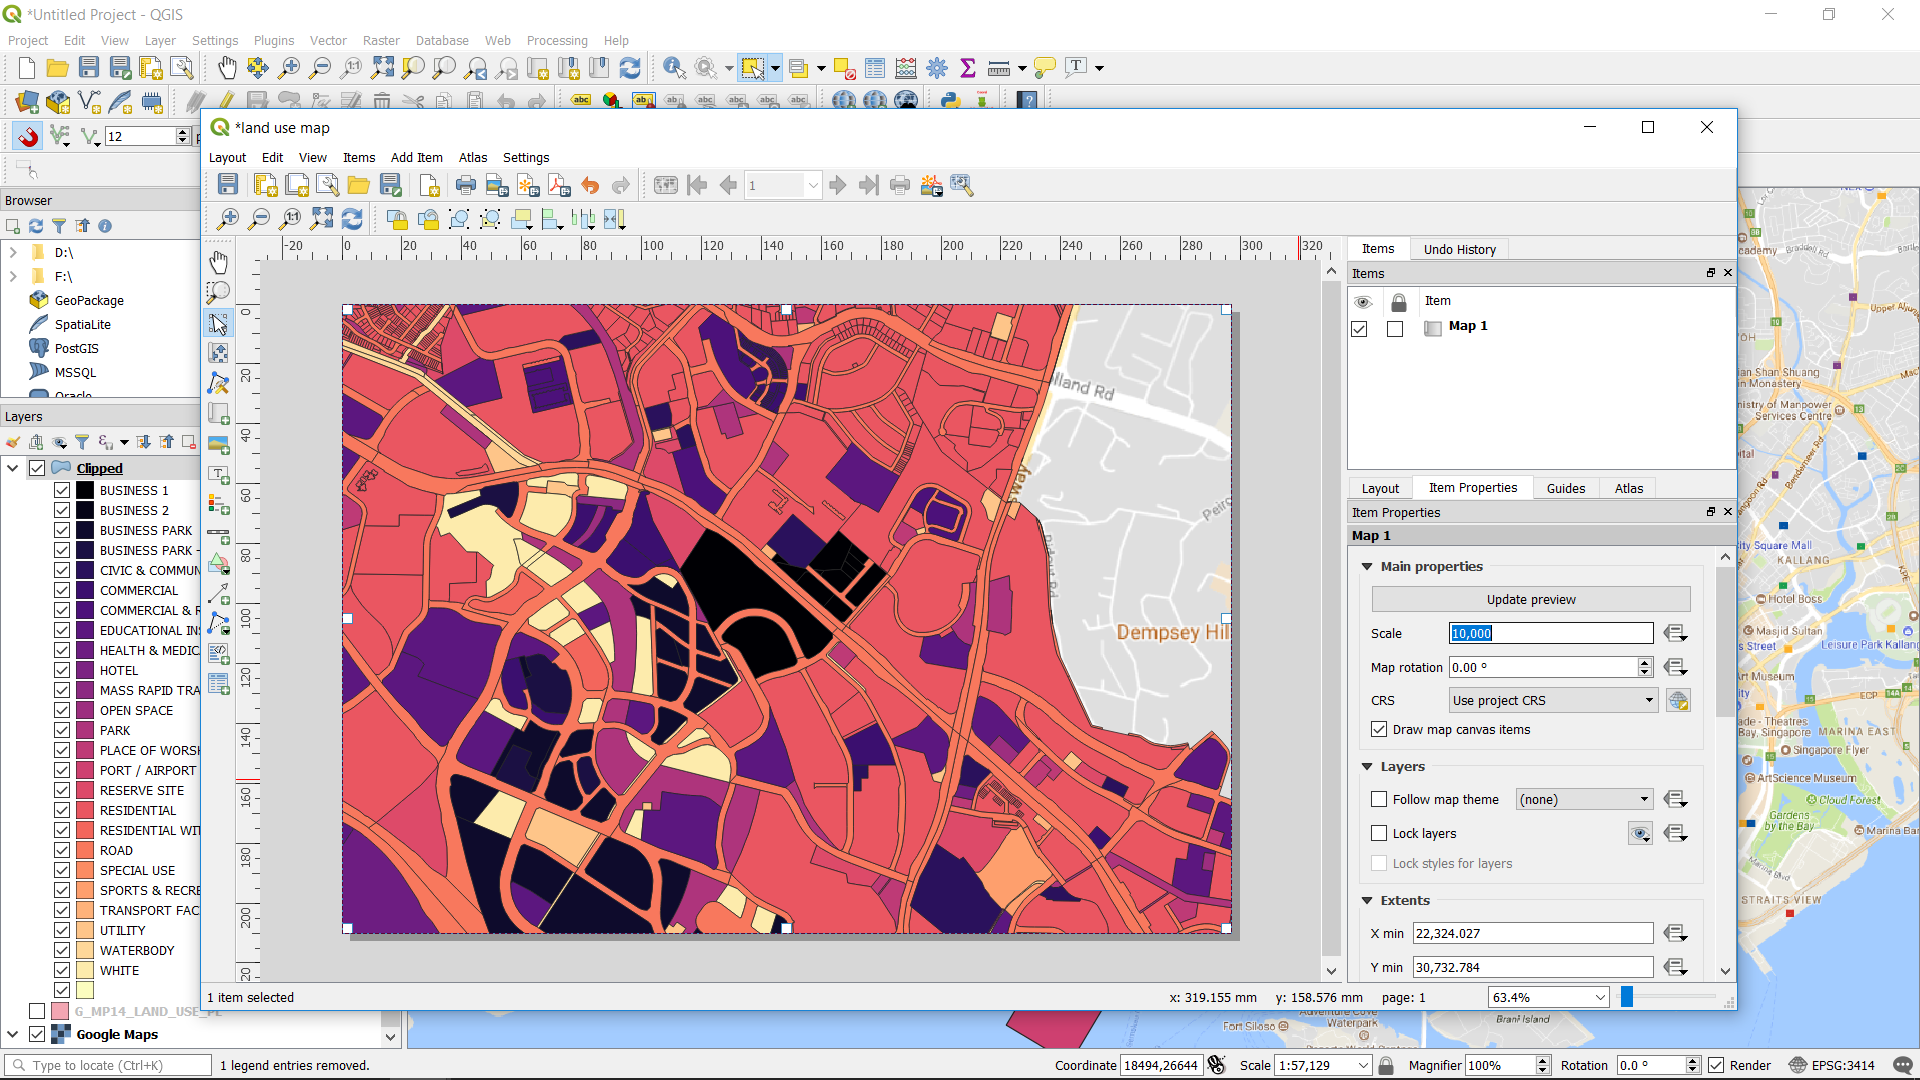 *Untitled Project - QGIS
Project Edit View Layer Settings Plugins Vector Raster Database Web Processing Help
12
*land use map
Layout Edit View Items Add Item Atlas Settings
1
Browser
D:\
F:\
GeoPackage
SpatiaLite
PostGIS
MSSQL
Oracle
Layers
Clipped
BUSINESS 1
BUSINESS 2
BUSINESS PARK
BUSINESS PARK -
CIVIC & COMMUN
COMMERCIAL
COMMERCIAL & R
EDUCATIONAL INS
HEALTH & MEDIC
HOTEL
MASS RAPID TRA
OPEN SPACE
PARK
PLACE OF WORSH
PORT / AIRPORT
RESERVE SITE
RESIDENTIAL
RESIDENTIAL WIT
ROAD
SPECIAL USE
SPORTS & RECRE
TRANSPORT FAC
UTILITY
WATERBODY
WHITE
G_MP14_LAND_USE_PL
Google Maps
-20 0 20 40 60 80 100 120 140 160 180 200 220 240 260 280 300 320
0
20
40
60
80
100
120
140
160
180
200
20
olland Rd
sway
Peirc
Ridout Rd
Dempsey Hil
Items Undo History
Items
Item
Map 1
Layout Item Properties Guides Atlas
Item Properties
Map 1
Main properties
Update preview
Scale 10,000
Map rotation 0.00 °
CRS Use project CRS
Draw map canvas items
Layers
Follow map theme (none)
Lock layers
Lock styles for layers
Extents
X min 22,324.027
Y min 30,732.784
1 item selected x: 319.155 mm y: 158.576 mm page: 1 63.4%
Upper Aljun
ian Shan Shuang
n Monastery
nistry of Manpower
Services Centre
ity Square Mall
KALLANG
KPE
Hotel Boss
Masjid Sultan
s Street
Leisure Park Kallang
rt Museum
ECP
14A
ade - Theatres
Bay, Singapore
MARINA EAST
Singapore Flyer
ArtScience Museum
Cloud Forest
Gardens
by the Bay
Marina Bar
STRAITS VIEW
Fort Siloso
Adventure Cove
Waterpark
Brani Island
Type to locate (Ctrl+K) 1 legend entries removed. Coordinate 18494,26644 Scale 1:57,129 Magnifier 100% Rotation 0.0 ° Render EPSG:3414